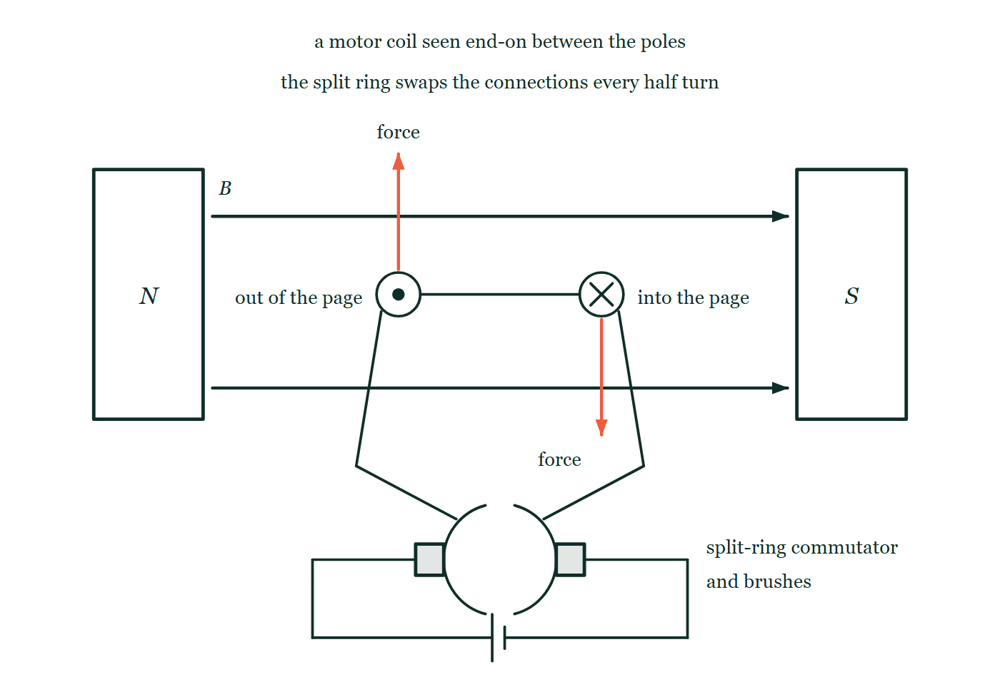 a motor coil seen end-on between the poles
the split ring swaps the connections every half turn
force
B
N
out of the page
into the page
S
force
split-ring commutator
and brushes